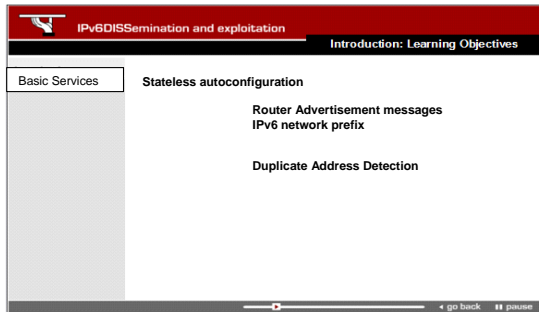 IPv6DISSemination and exploitation
Introduction: Learning Objectives
Basic Services
Stateless autoconfiguration
Router Advertisement messages
IPv6 network prefix
Duplicate Address Detection
go back pause